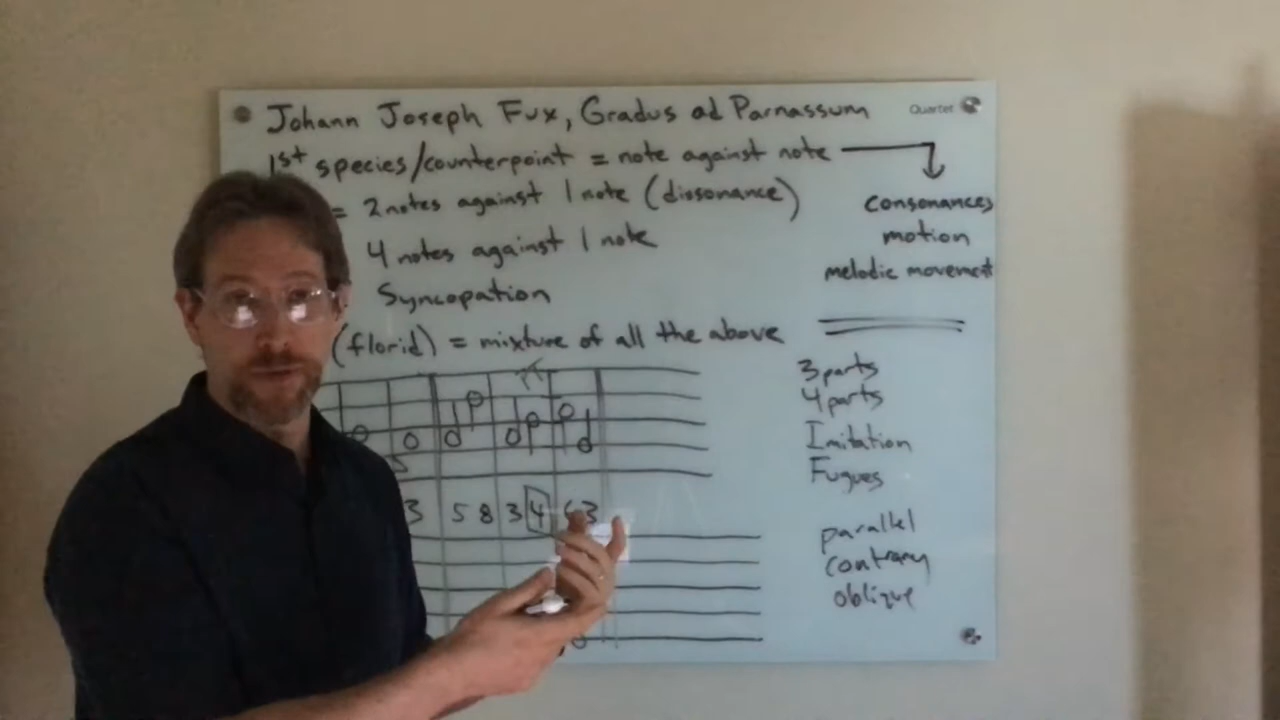 Johann Joseph Fux, Gradus ad Parnassum
Quartet
1st species/counterpoint = note against note
= 2 notes against 1 note (dissonance)
4 notes against 1 note
Syncopation
(florid) = mixture of all the above
consonances
motion
melodic movement
3 parts
4 parts
Imitation
Fugues
parallel
contrary
oblique
3 5 8 3 4 3